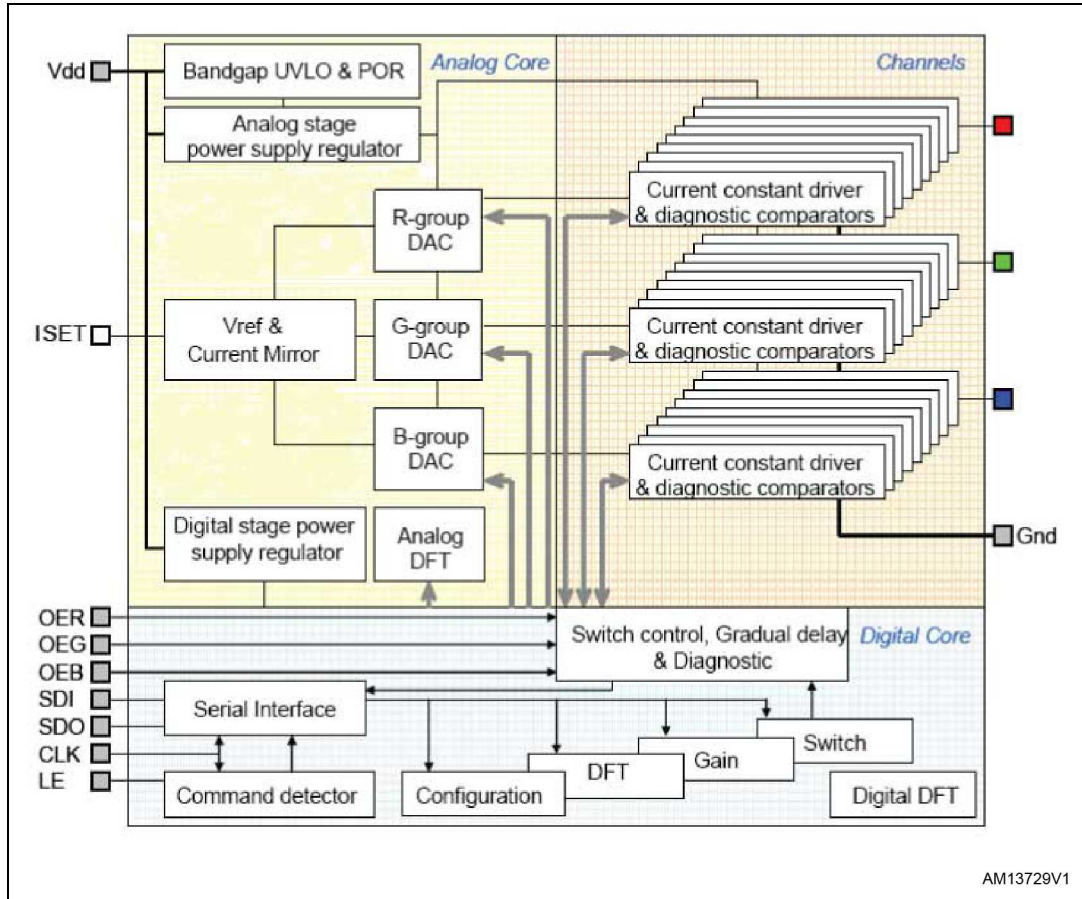 Vdd
Bandgap UVLO & POR
Analog Core
Channels
Analog stage
power supply regulator
R-group
DAC
Current constant driver
& diagnostic comparators
ISET
Vref &
Current Mirror
G-group
DAC
Current constant driver
& diagnostic comparators
B-group
DAC
Current constant driver
& diagnostic comparators
Digital stage power
supply regulator
Analog
DFT
Gnd
OER
OEG
OEB
SDI
SDO
CLK
LE
Switch control, Gradual delay
& Diagnostic
Digital Core
Serial Interface
Command detector
Configuration
DFT
Gain
Switch
Digital DFT
AM13729V1